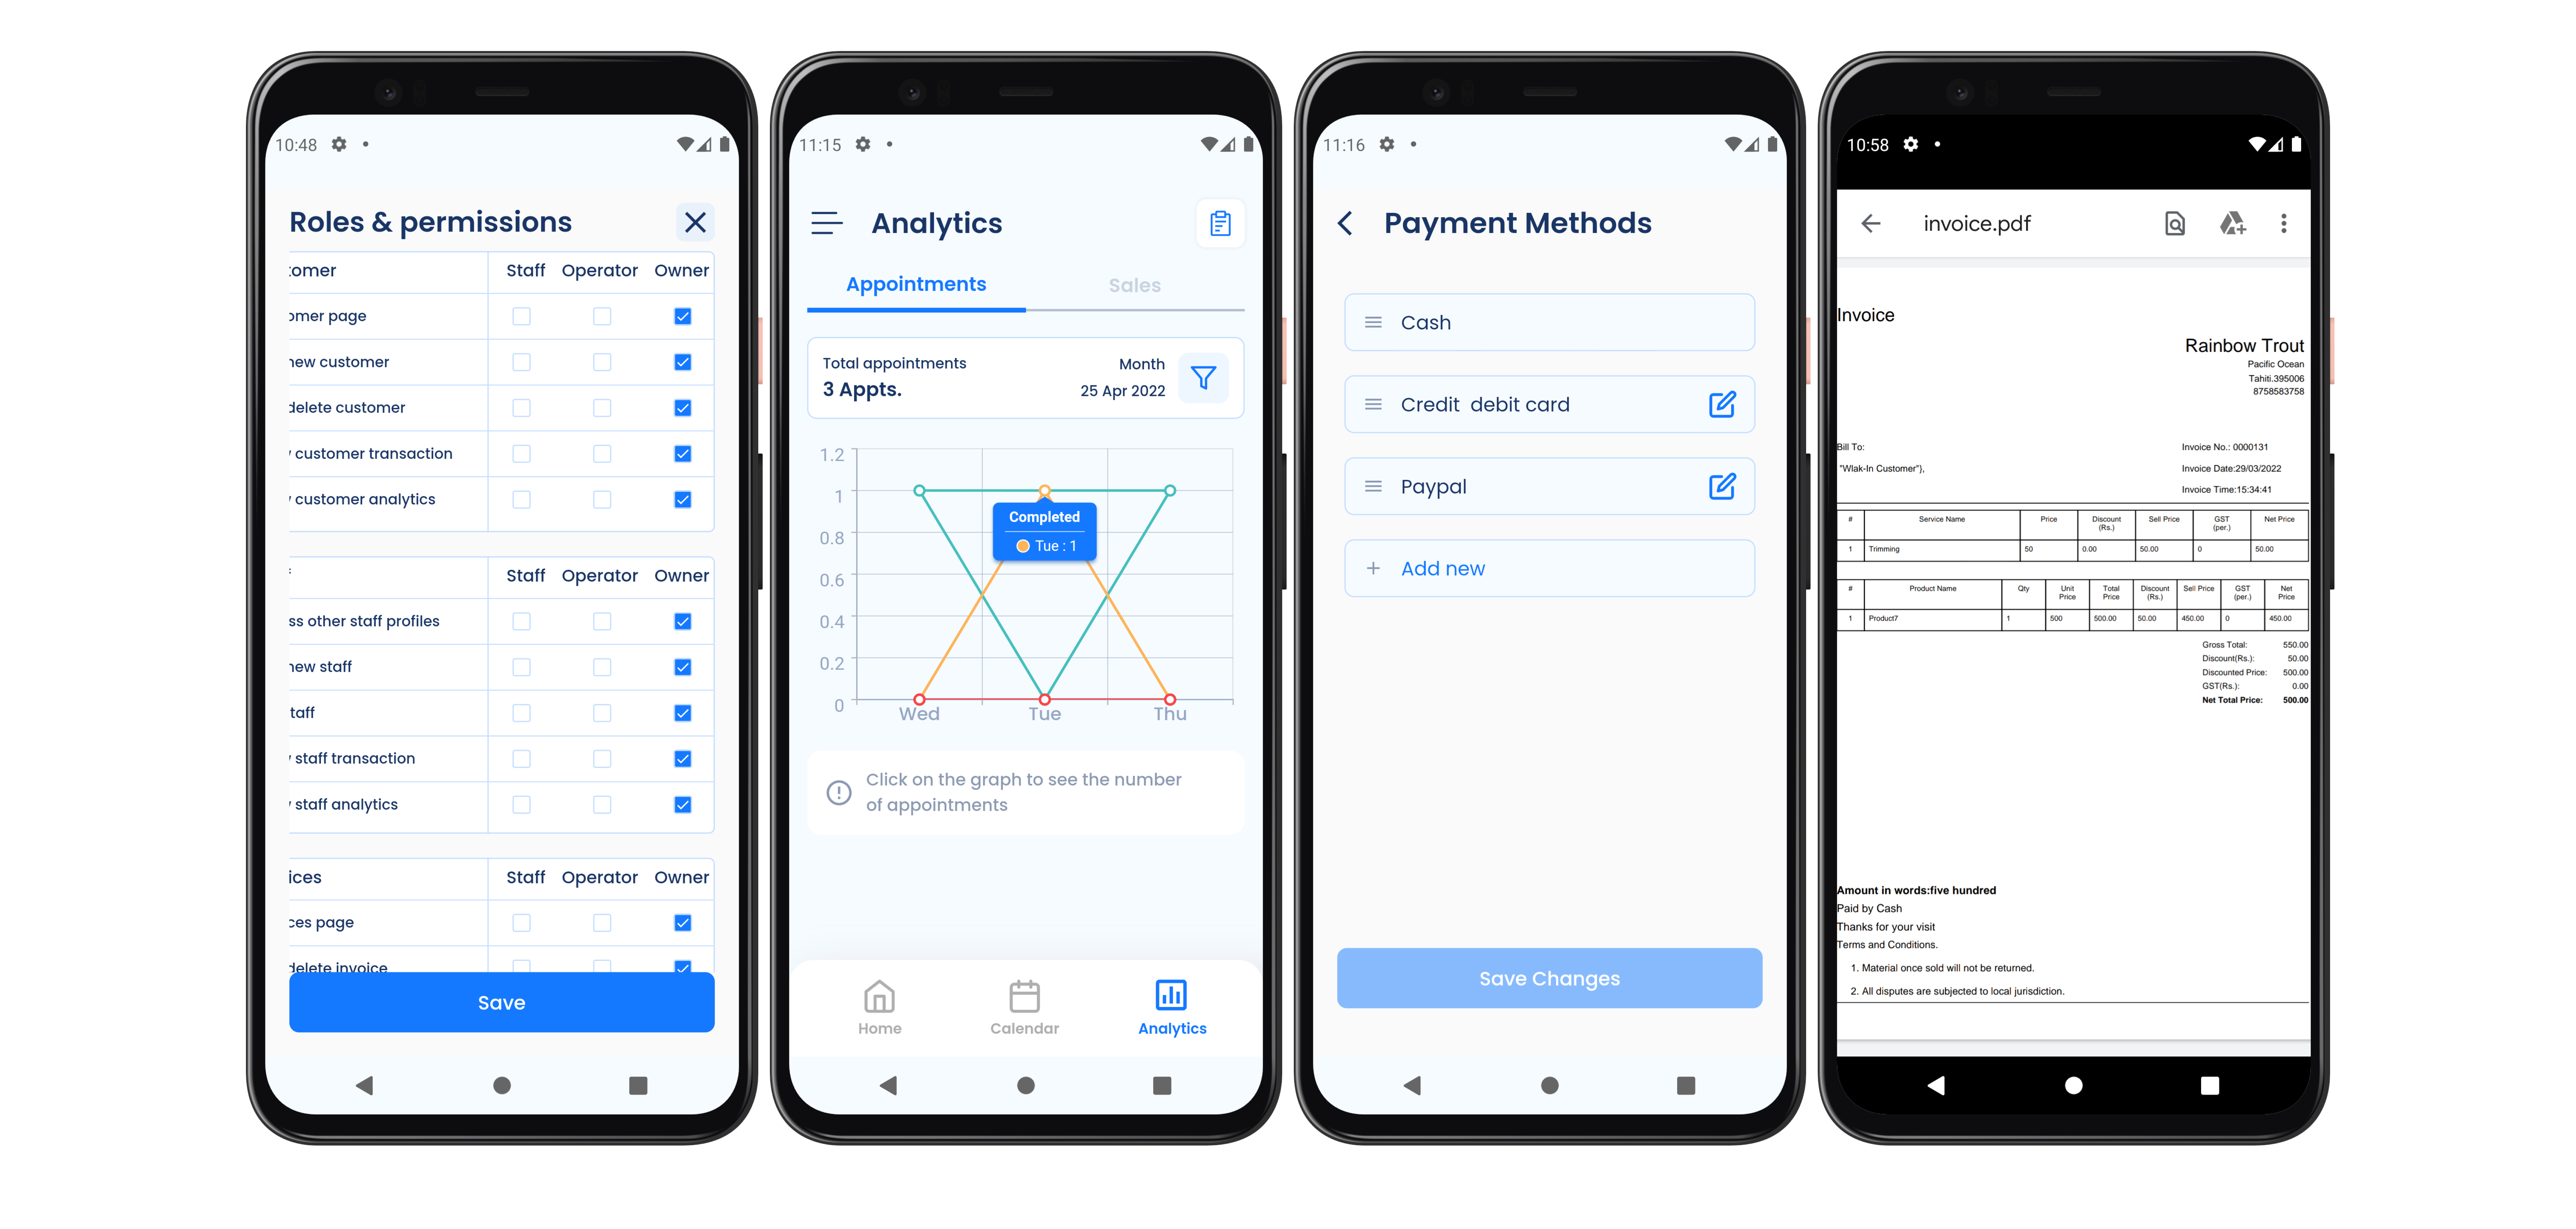 10:48
Roles & permissions
tomer Staff Operator Owner
omer page
new customer
delete customer
customer transaction
customer analytics
Staff Operator Owner
ss other staff profiles
new staff
taff
staff transaction
staff analytics
ices Staff Operator Owner
ces page
delete invoice
Save
11:15
Analytics
Appointments Sales
Total appointments Month
3 Appts. 25 Apr 2022
1.2
1
0.8
0.6
0.4
0.2
0
Completed
Tue : 1
Wed Tue Thu
Click on the graph to see the number
of appointments
Home Calendar Analytics
11:16
Payment Methods
Cash
Credit debit card
Paypal
+ Add new
Save Changes
10:58
invoice.pdf
Invoice
Rainbow Trout
Pacific Ocean
Tahiti.395006
8758583758
Bill To: Invoice No.: 0000131
"Wlak-In Customer"}, Invoice Date:29/03/2022
Invoice Time:15:34:41
# Service Name Price Discount (Rs.) Sell Price GST (per.) Net Price
1 Trimming 50 0.00 50.00 0 50.00
# Product Name Qty Unit Price Total Price Discount (Rs.) Sell Price GST (per.) Net Price
1 Product7 1 500 500.00 50.00 450.00 0 450.00
Gross Total: 550.00
Discount(Rs.): 50.00
Discounted Price: 500.00
GST(Rs.): 0.00
Net Total Price: 500.00
Amount in words:five hundred
Paid by Cash
Thanks for your visit
Terms and Conditions.
1. Material once sold will not be returned.
2. All disputes are subjected to local jurisdiction.